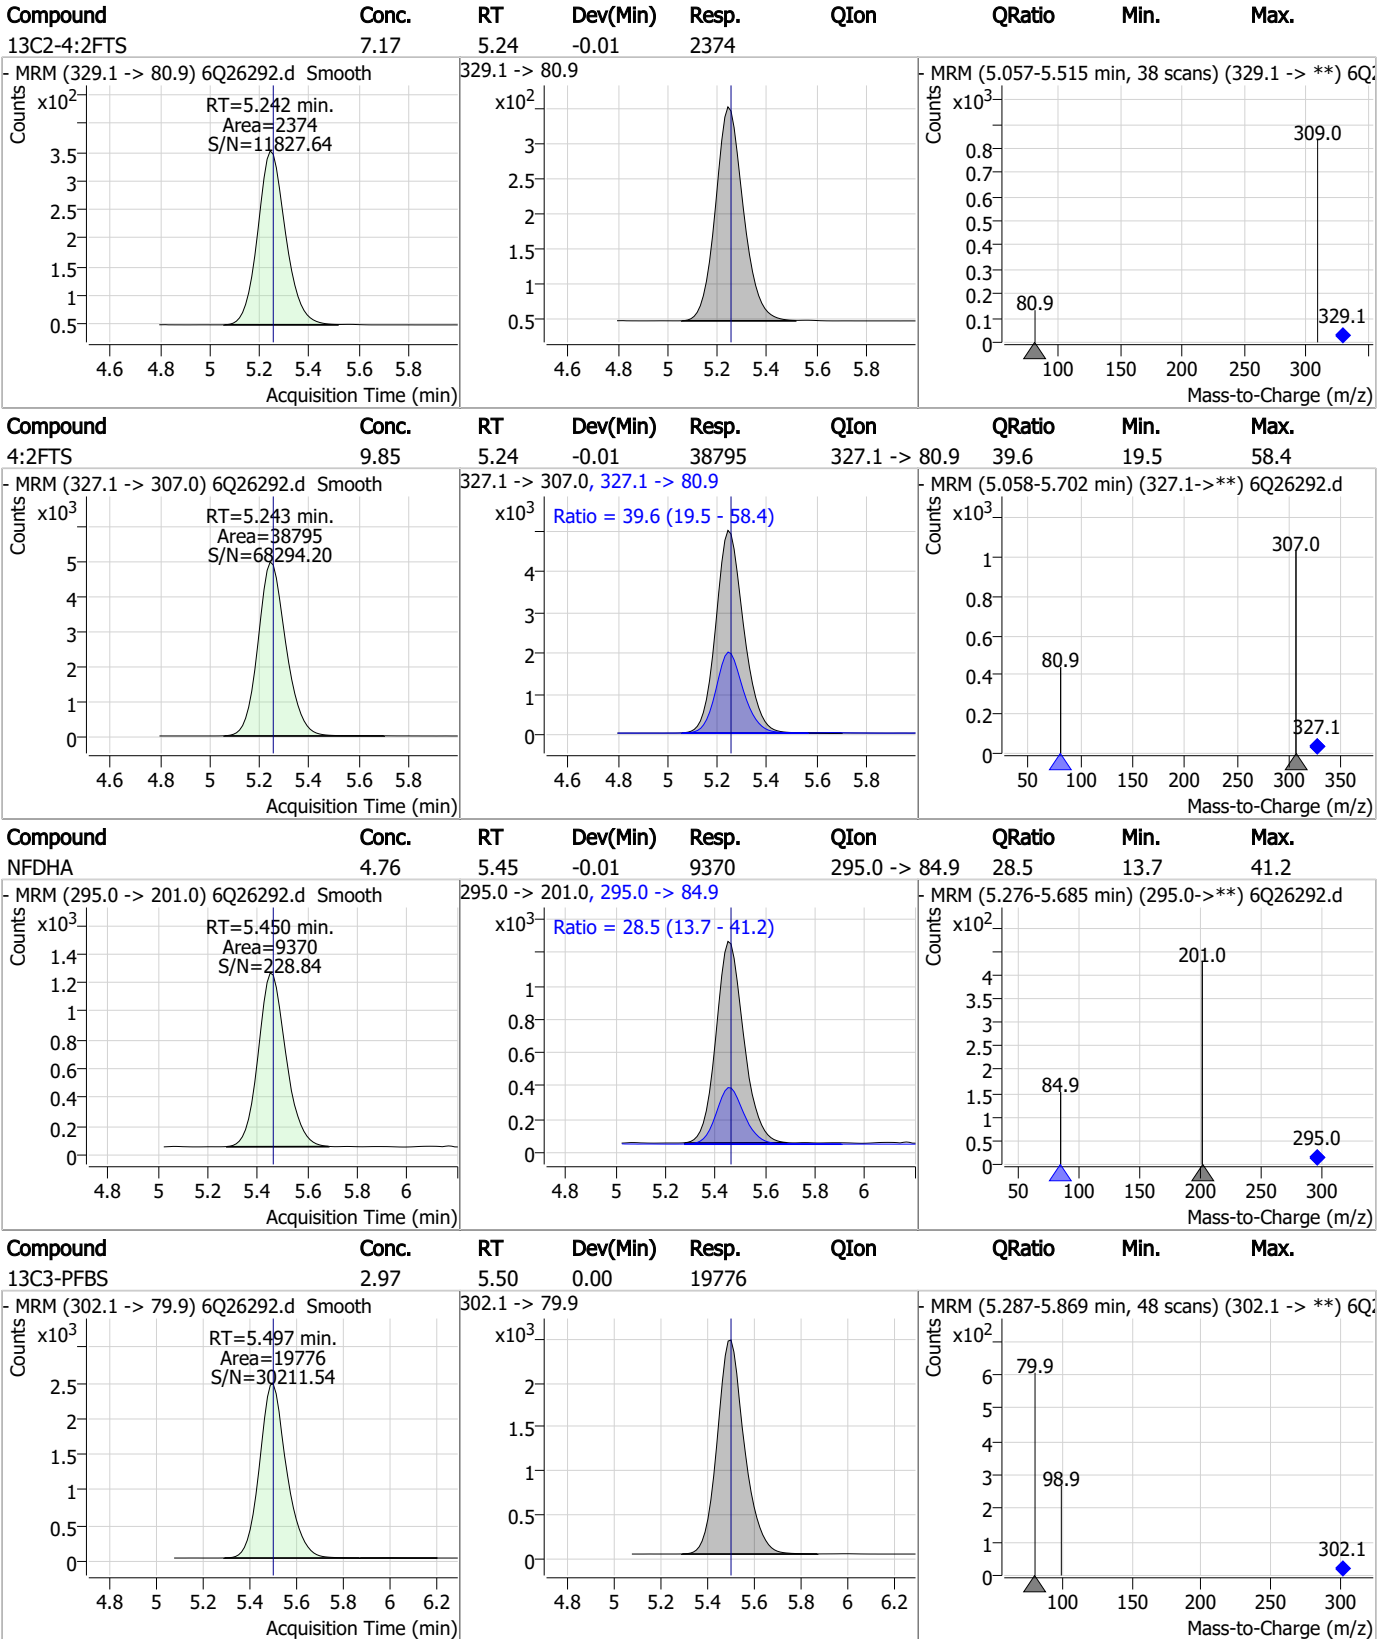 Compound Conc. RT Dev(Min) Resp. QIon QRatio Min. Max.
13C2-4:2FTS 7.17 5.24 -0.01 2374
- MRM (329.1 -> 80.9) 6Q26292.d Smooth
329.1 -> 80.9
- MRM (5.057-5.515 min, 38 scans) (329.1 -> **) 6Q2
Counts
x10^2
RT=5.242 min.
Area=2374
S/N=11827.64
3.5
3
2.5
2
1.5
1
0.5
4.6 4.8 5 5.2 5.4 5.6 5.8
Acquisition Time (min)
x10^2
3
2.5
2
1.5
1
0.5
4.6 4.8 5 5.2 5.4 5.6 5.8
Counts
x10^3
309.0
0.8
0.7
0.6
0.5
0.4
0.3
0.2
0.1
0
80.9
329.1
100 150 200 250 300
Mass-to-Charge (m/z)
Compound Conc. RT Dev(Min) Resp. QIon QRatio Min. Max.
4:2FTS 9.85 5.24 -0.01 38795 327.1 -> 80.9 39.6 19.5 58.4
- MRM (327.1 -> 307.0) 6Q26292.d Smooth
327.1 -> 307.0, 327.1 -> 80.9
- MRM (5.058-5.702 min) (327.1->**) 6Q26292.d
Counts
x10^3
RT=5.243 min.
Area=38795
S/N=68294.20
5
4
3
2
1
0
4.6 4.8 5 5.2 5.4 5.6 5.8
Acquisition Time (min)
x10^3
Ratio = 39.6 (19.5 - 58.4)
4
3
2
1
0
4.6 4.8 5 5.2 5.4 5.6 5.8
Counts
x10^3
307.0
1
0.8
0.6
0.4
0.2
0
80.9
327.1
50 100 150 200 250 300 350
Mass-to-Charge (m/z)
Compound Conc. RT Dev(Min) Resp. QIon QRatio Min. Max.
NFDHA 4.76 5.45 -0.01 9370 295.0 -> 84.9 28.5 13.7 41.2
- MRM (295.0 -> 201.0) 6Q26292.d Smooth
295.0 -> 201.0, 295.0 -> 84.9
- MRM (5.276-5.685 min) (295.0->**) 6Q26292.d
Counts
x10^3
RT=5.450 min.
Area=9370
S/N=228.84
1.4
1.2
1
0.8
0.6
0.4
0.2
0
4.8 5 5.2 5.4 5.6 5.8 6
Acquisition Time (min)
x10^3
Ratio = 28.5 (13.7 - 41.2)
1
0.8
0.6
0.4
0.2
0
4.8 5 5.2 5.4 5.6 5.8 6
Counts
x10^2
201.0
4
3.5
3
2.5
2
1.5
1
0.5
0
84.9
295.0
50 100 150 200 250 300
Mass-to-Charge (m/z)
Compound Conc. RT Dev(Min) Resp. QIon QRatio Min. Max.
13C3-PFBS 2.97 5.50 0.00 19776
- MRM (302.1 -> 79.9) 6Q26292.d Smooth
302.1 -> 79.9
- MRM (5.287-5.869 min, 48 scans) (302.1 -> **) 6Q2
Counts
x10^3
RT=5.497 min.
Area=19776
S/N=30211.54
2.5
2
1.5
1
0.5
0
4.8 5 5.2 5.4 5.6 5.8 6 6.2
Acquisition Time (min)
x10^3
2
1.5
1
0.5
0
4.8 5 5.2 5.4 5.6 5.8 6 6.2
Counts
x10^2
79.9
6
5
4
3
2
1
0
98.9
302.1
100 150 200 250 300
Mass-to-Charge (m/z)